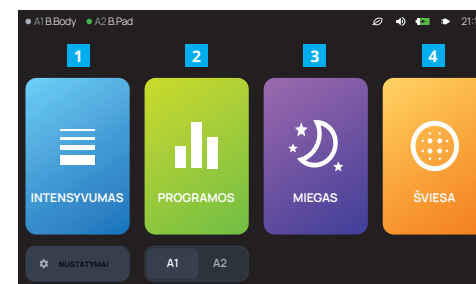 A1 B.Body A2 B.Pad
1 2 3 4
INTENSYVUMAS PROGRAMOS MIEGAS ŠVIESA
NUSTATYMAI A1 A2